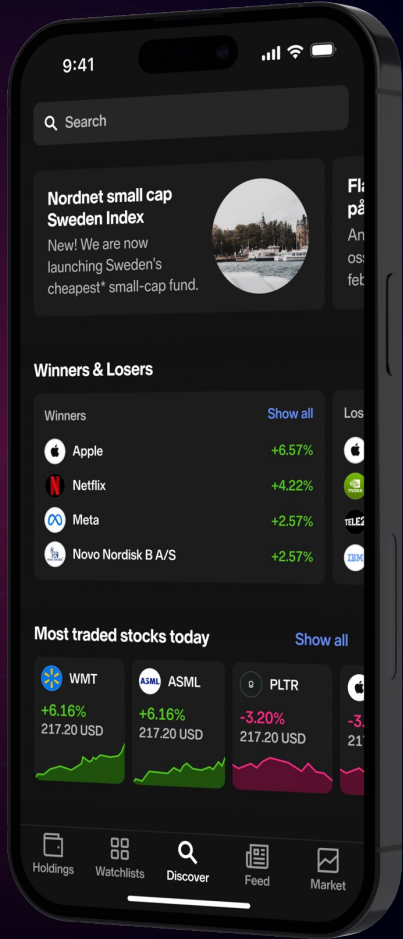 9:41
Search
Nordnet small cap
Sweden Index
New! We are now
launching Sweden's
cheapest* small-cap fund.
Winners & Losers
Winners
Show all
Apple
+6.57%
Netflix
+4.22%
Meta
+2.57%
Novo Nordisk B A/S
+2.57%
NVIDIA
TELE2
IBM
Most traded stocks today
Show all
WMT
+6.16%
217.20 USD
ASML
ASML
+6.16%
217.20 USD
PLTR
-3.20%
217.20 USD
Holdings
Watchlists
Discover
Feed
Market